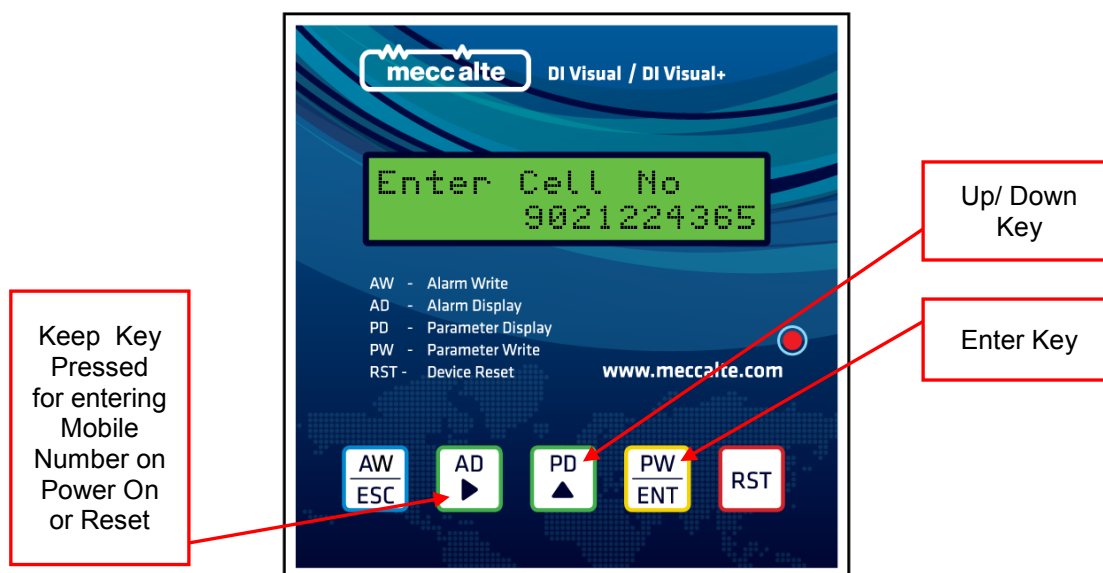 mecc alte
DI Visual / DI Visual+
Enter Cell No
9021224365
AW - Alarm Write
AD - Alarm Display
PD - Parameter Display
PW - Parameter Write
RST - Device Reset
www.meccalte.com
AW
ESC
AD
PD
PW
ENT
RST
Keep Key
Pressed
for entering
Mobile
Number on
Power On
or Reset
Up/ Down
Key
Enter Key